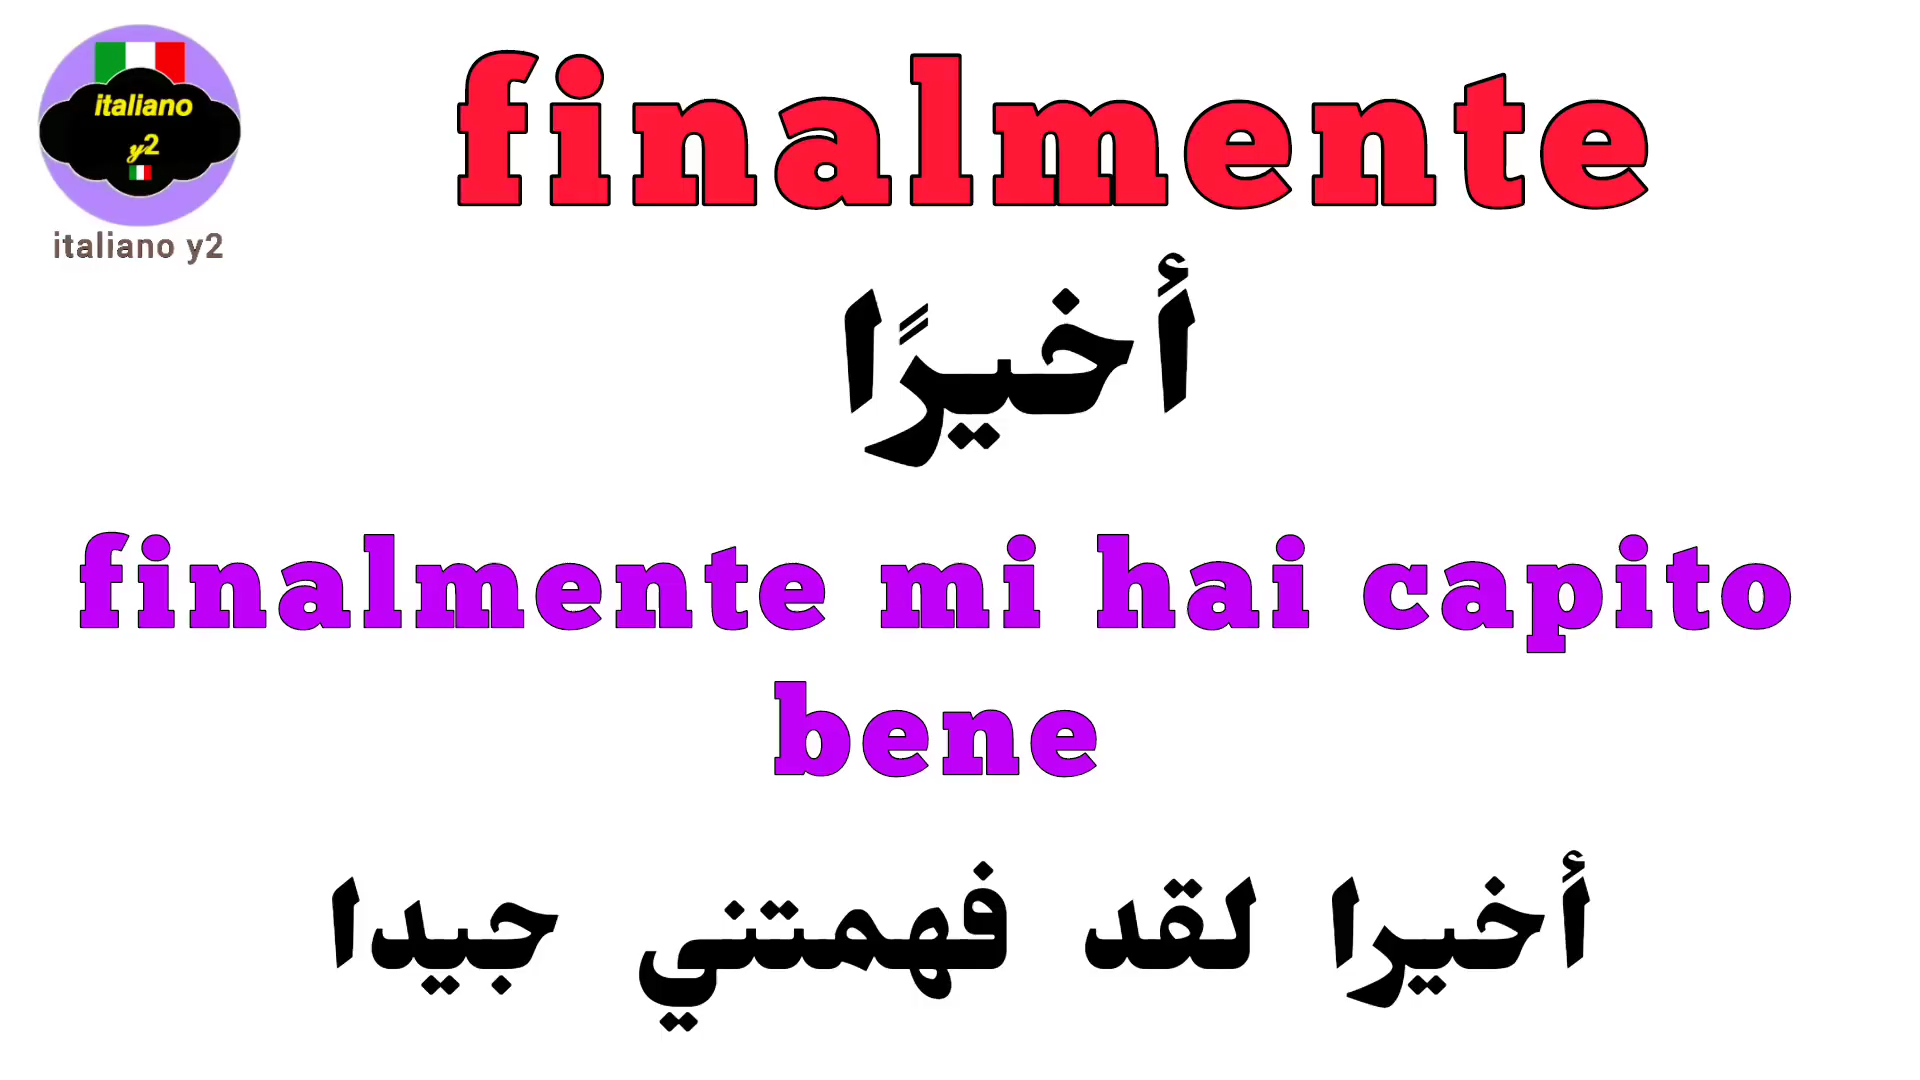 italiano
y2
italiano y2
finalmente
أخيرًا
finalmente mi hai capito
bene
أخيرا لقد فهمتني جيدا